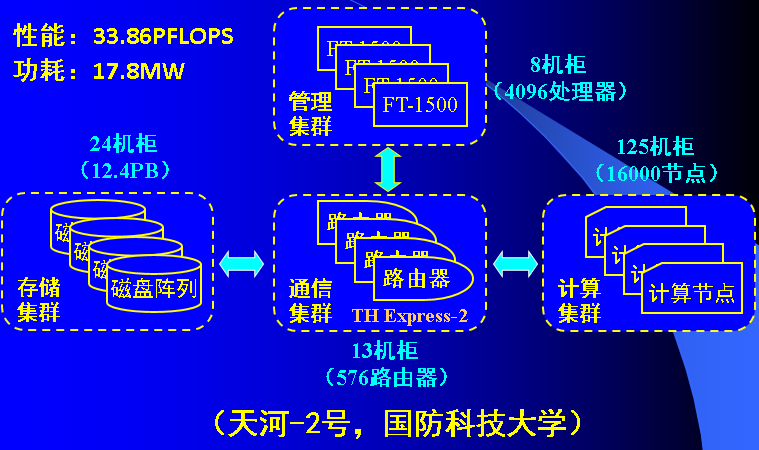 性能：33.86PFLOPS
功耗：17.8MW
FT-1500
FT-1500
FT-1500
FT-1500
管理
集群
8机柜
（4096处理器）
24机柜
（12.4PB）
125机柜
（16000节点）
磁
磁盘阵列
存储
集群
路由器
路由器
路由器
路由器
通信
集群
TH Express-2
计算节点
计算
集群
13机柜
（576路由器）
（天河-2号，国防科技大学）